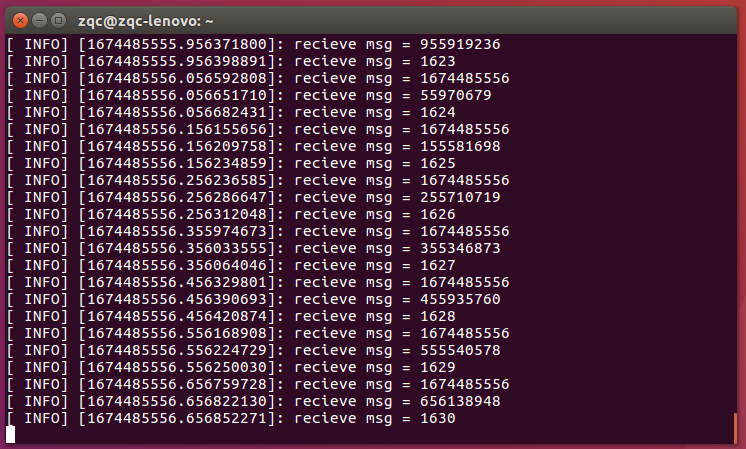 zqc@zqc-lenovo: ~
[ INFO] [1674485555.956371800]: recieve msg = 955919236
[ INFO] [1674485555.956398891]: recieve msg = 1623
[ INFO] [1674485556.056592808]: recieve msg = 1674485556
[ INFO] [1674485556.056651710]: recieve msg = 55970679
[ INFO] [1674485556.056682431]: recieve msg = 1624
[ INFO] [1674485556.156155656]: recieve msg = 1674485556
[ INFO] [1674485556.156209758]: recieve msg = 155581698
[ INFO] [1674485556.156234859]: recieve msg = 1625
[ INFO] [1674485556.256236585]: recieve msg = 1674485556
[ INFO] [1674485556.256286647]: recieve msg = 255710719
[ INFO] [1674485556.256312048]: recieve msg = 1626
[ INFO] [1674485556.355974673]: recieve msg = 1674485556
[ INFO] [1674485556.356033555]: recieve msg = 355346873
[ INFO] [1674485556.356064046]: recieve msg = 1627
[ INFO] [1674485556.456329801]: recieve msg = 1674485556
[ INFO] [1674485556.456390693]: recieve msg = 455935760
[ INFO] [1674485556.456420874]: recieve msg = 1628
[ INFO] [1674485556.556168908]: recieve msg = 1674485556
[ INFO] [1674485556.556224729]: recieve msg = 555540578
[ INFO] [1674485556.556250030]: recieve msg = 1629
[ INFO] [1674485556.656759728]: recieve msg = 1674485556
[ INFO] [1674485556.656822130]: recieve msg = 656138948
[ INFO] [1674485556.656852271]: recieve msg = 1630